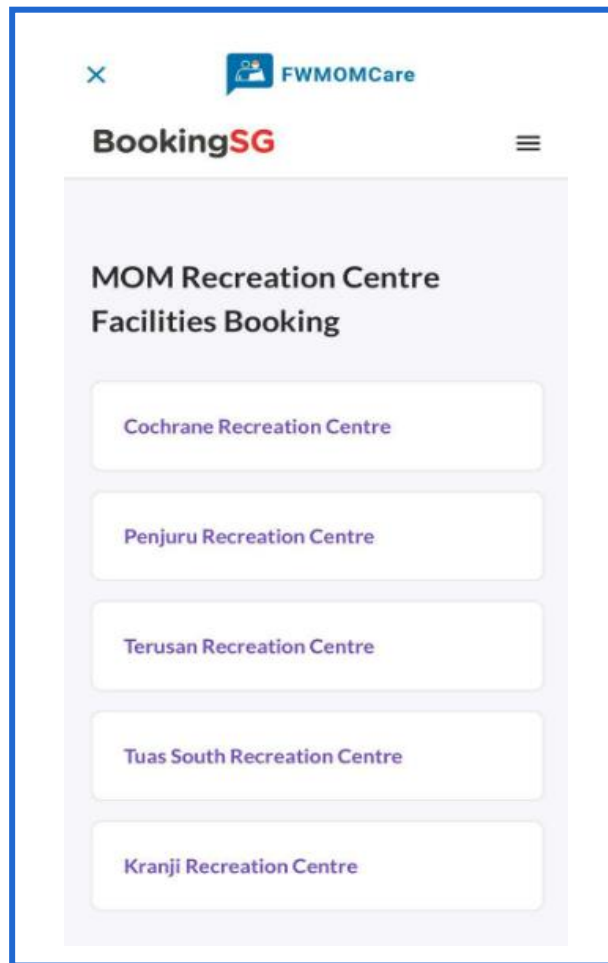 FWMOMCare
BookingSG
MOM Recreation Centre
Facilities Booking
Cochrane Recreation Centre
Penjuru Recreation Centre
Terusan Recreation Centre
Tuas South Recreation Centre
Kranji Recreation Centre